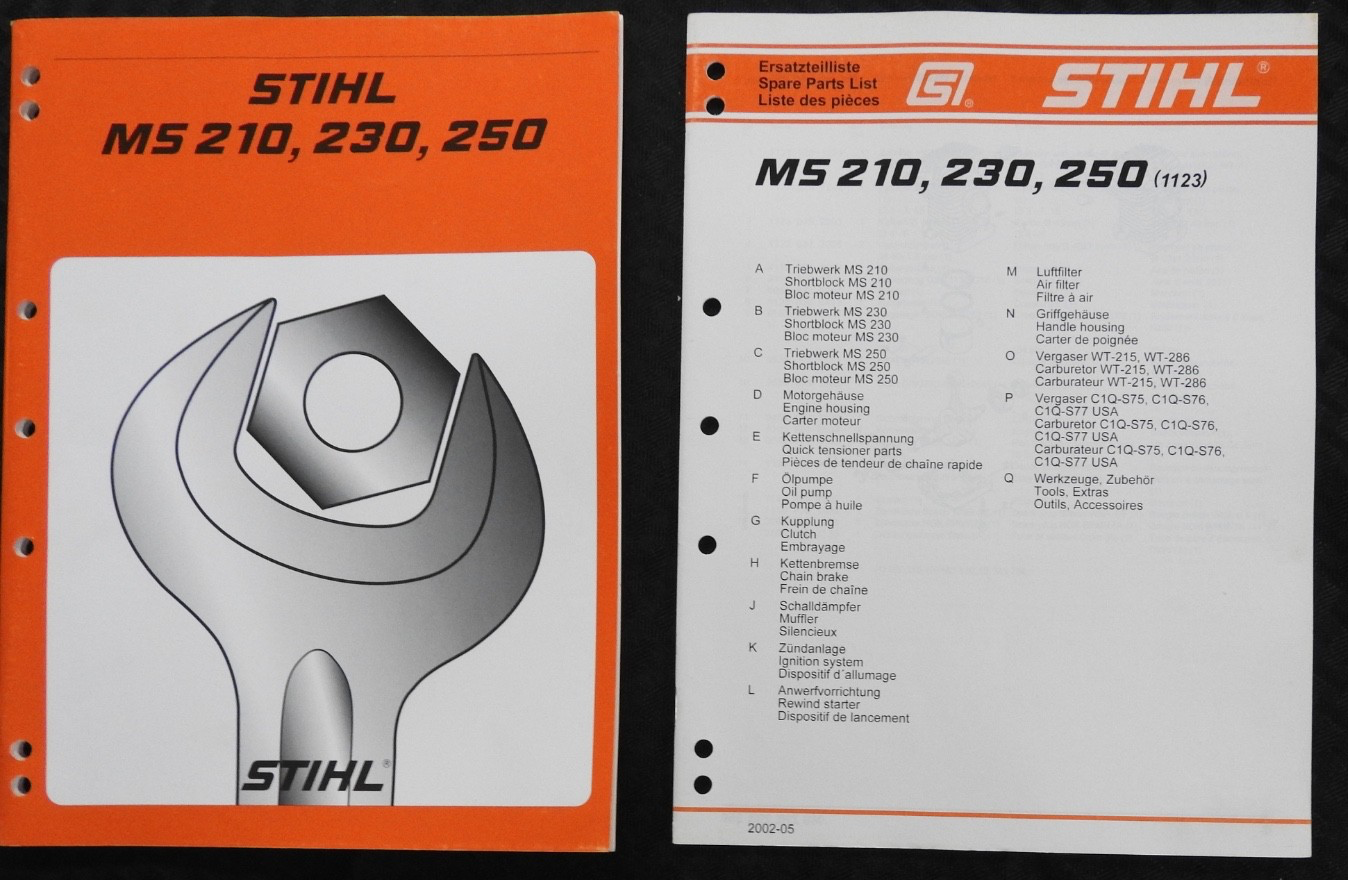 STIHL
MS 210, 230, 250
STIHL®
Ersatzteilliste
Spare Parts List
Liste des pièces
STIHL®
MS 210, 230, 250 (1123)
A Triebwerk MS 210
Shortblock MS 210
Bloc moteur MS 210
B Triebwerk MS 230
Shortblock MS 230
Bloc moteur MS 230
C Triebwerk MS 250
Shortblock MS 250
Bloc moteur MS 250
D Motorgehäuse
Engine housing
Carter moteur
E Kettenschnellspannung
Quick tensioner parts
Pièces de tendeur de chaîne rapide
F Ölpumpe
Oil pump
Pompe à huile
G Kupplung
Clutch
Embrayage
H Kettenbremse
Chain brake
Frein de chaîne
J Schalldämpfer
Muffler
Silencieux
K Zündanlage
Ignition system
Dispositif d´allumage
L Anwerfvorrichtung
Rewind starter
Dispositif de lancement
M Luftfilter
Air filter
Filtre à air
N Griffgehäuse
Handle housing
Carter de poignée
O Vergaser WT-215, WT-286
Carburetor WT-215, WT-286
Carburateur WT-215, WT-286
P Vergaser C1Q-S75, C1Q-S76,
C1Q-S77 USA
Carburetor C1Q-S75, C1Q-S76,
C1Q-S77 USA
Carburateur C1Q-S75, C1Q-S76,
C1Q-S77 USA
Q Werkzeuge, Zubehör
Tools, Extras
Outils, Accessoires
2002-05